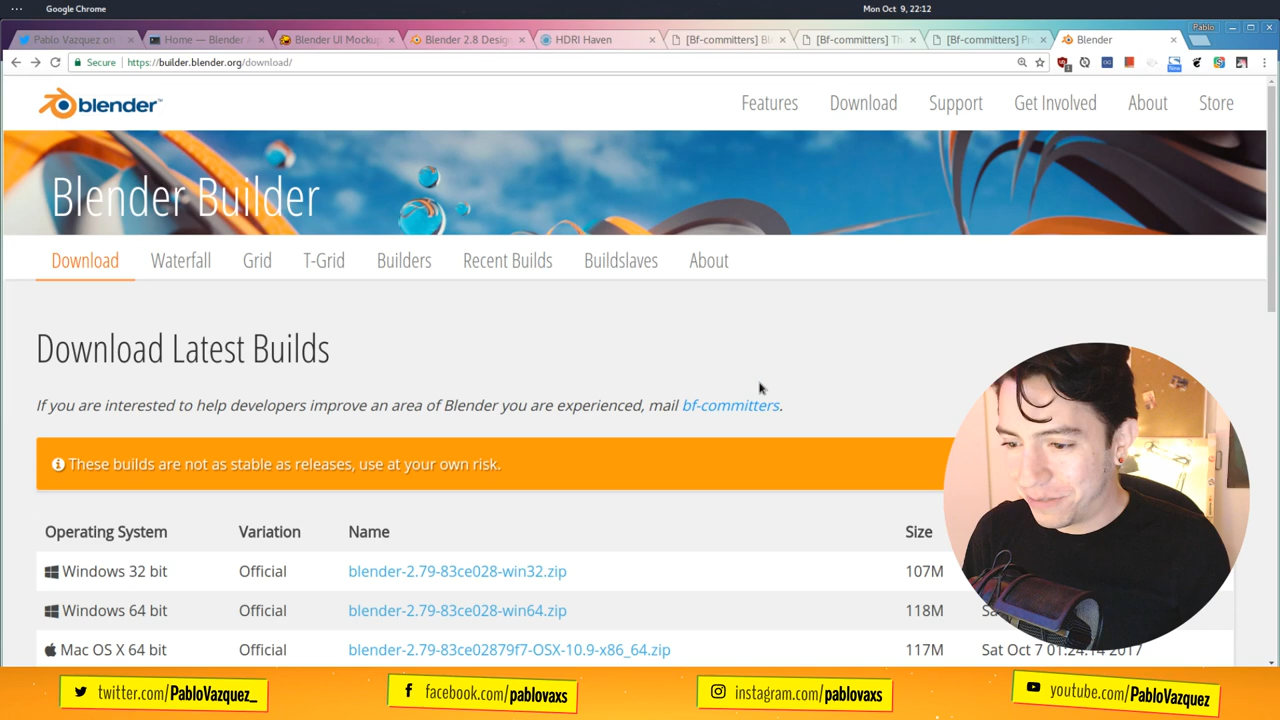 Google Chrome
Mon Oct 9, 22:12
Pablo Vazquez on
Home — Blender
Blender UI Mockup
Blender 2.8 Desig
HDRI Haven
[Bf-committers] Bl
[Bf-committers] Th
[Bf-committers] Pr
Blender
Pablo
Secure
https://builder.blender.org/download/
blender
Features
Download
Support
Get Involved
About
Store
Blender Builder
Download
Waterfall
Grid
T-Grid
Builders
Recent Builds
Buildslaves
About
Download Latest Builds
If you are interested to help developers improve an area of Blender you are experienced, mail bf-committers.
These builds are not as stable as releases, use at your own risk.
Operating System Variation Name Size
Windows 32 bit Official blender-2.79-83ce028-win32.zip 107M
Windows 64 bit Official blender-2.79-83ce028-win64.zip 118M
Mac OS X 64 bit Official blender-2.79-83ce02879f7-OSX-10.9-x86_64.zip 117M Sat Oct 7 01:24:14 2017
twitter.com/PabloVazquez_
facebook.com/pablovaxs
instagram.com/pablovaxs
youtube.com/PabloVazquez